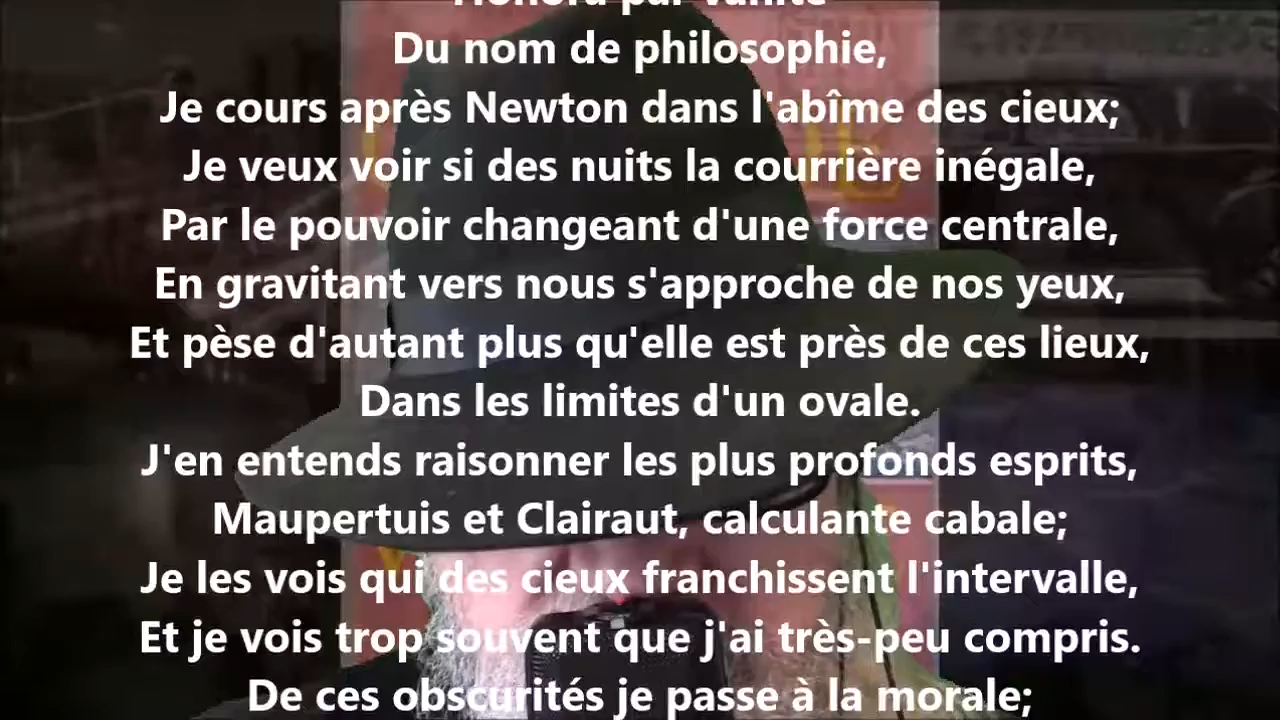 Honoré par vanité
Du nom de philosophie,
Je cours après Newton dans l'abîme des cieux;
Je veux voir si des nuits la courrière inégale,
Par le pouvoir changeant d'une force centrale,
En gravitant vers nous s'approche de nos yeux,
Et pèse d'autant plus qu'elle est près de ces lieux,
Dans les limites d'un ovale.
J'en entends raisonner les plus profonds esprits,
Maupertuis et Clairaut, calculante cabale;
Je les vois qui des cieux franchissent l'intervalle,
Et je vois trop souvent que j'ai très-peu compris.
De ces obscurités je passe à la morale;